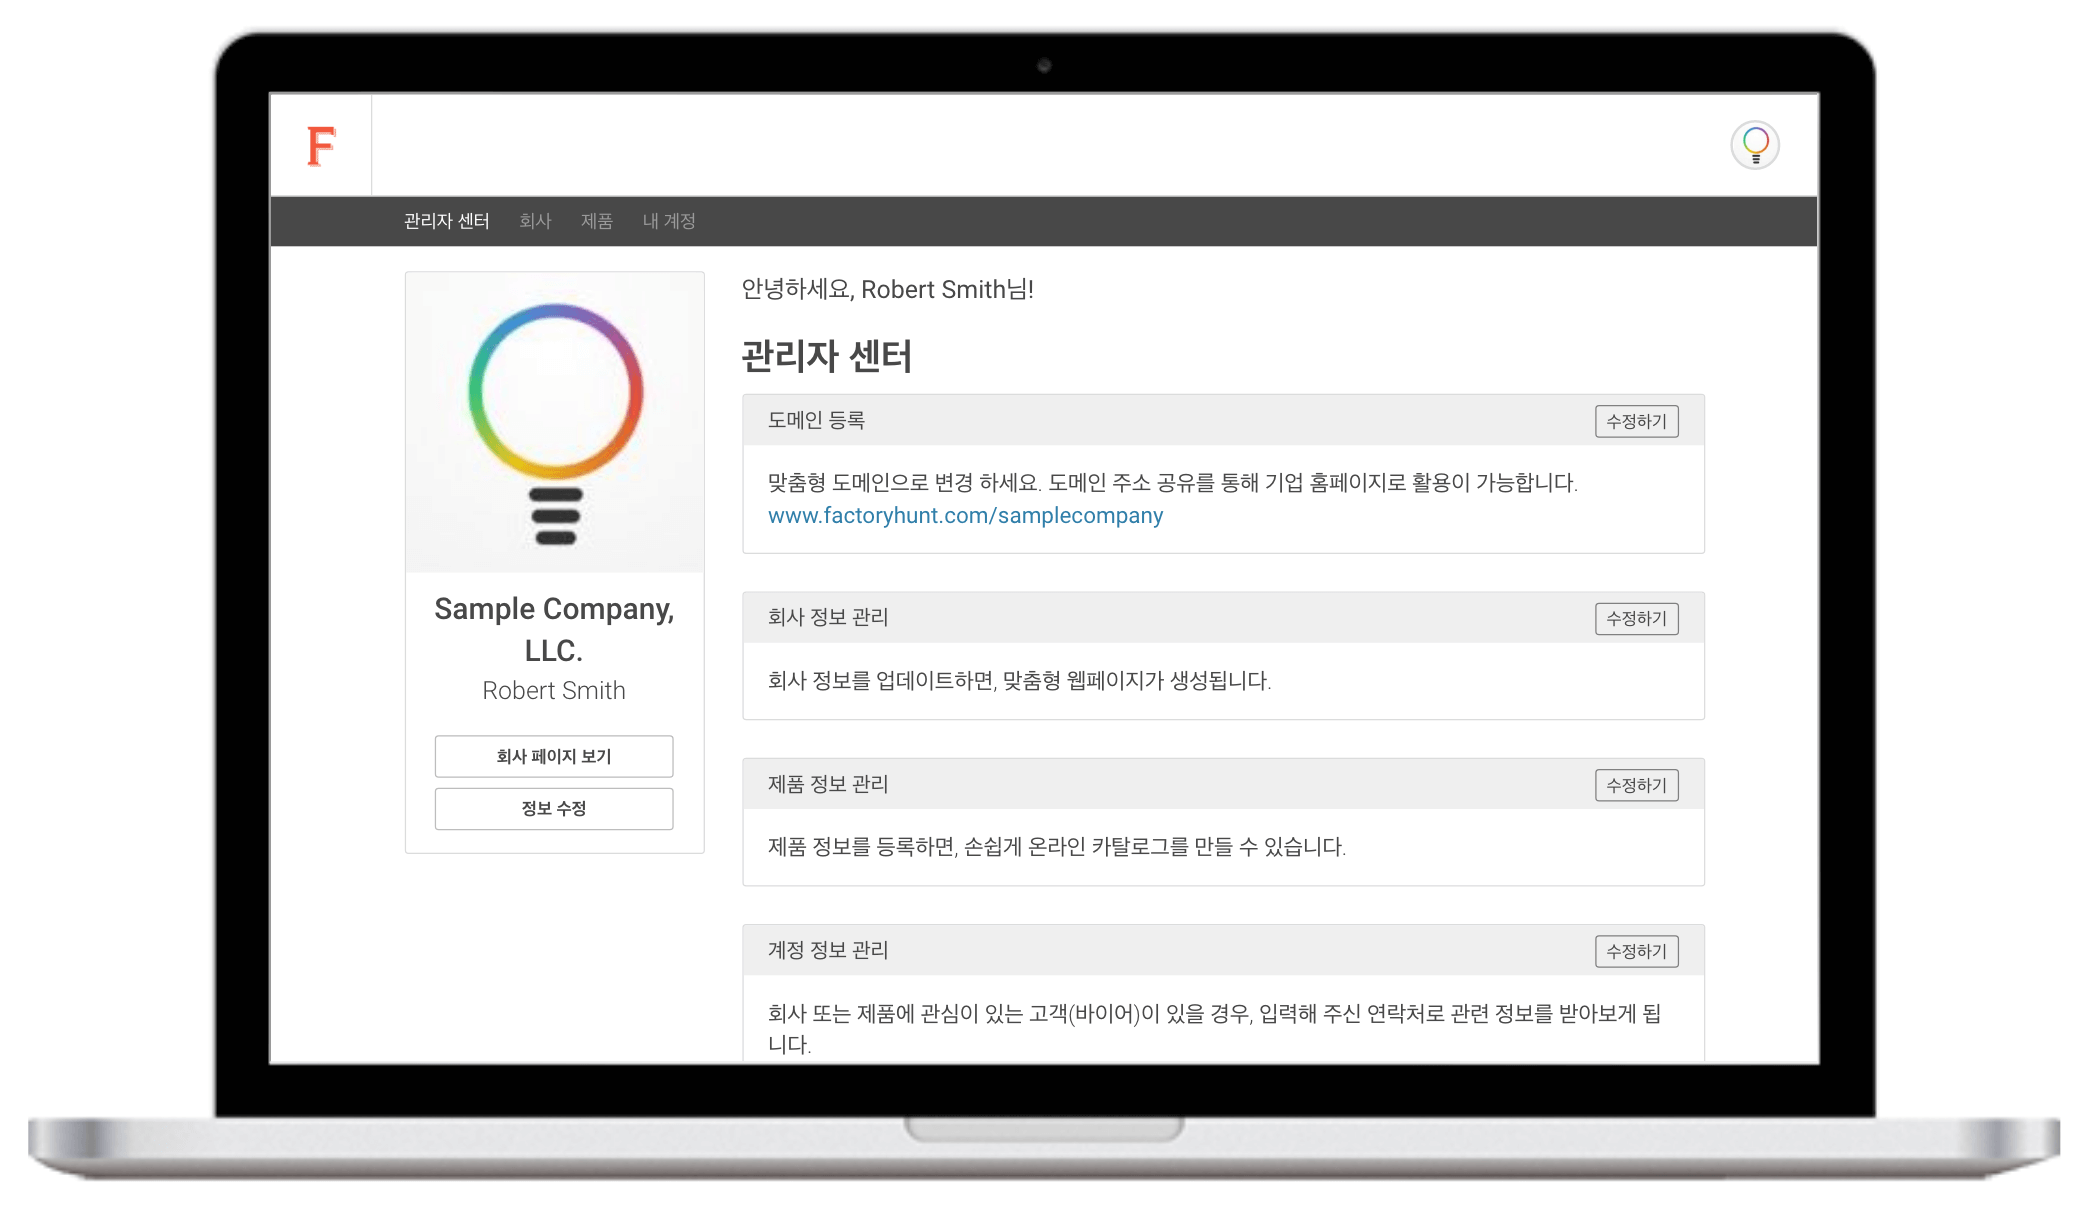 F
관리자 센터 회사 제품 내 계정
Sample Company,
LLC.
Robert Smith
회사 페이지 보기
정보 수정
안녕하세요, Robert Smith님!
관리자 센터
도메인 등록 수정하기
맞춤형 도메인으로 변경 하세요. 도메인 주소 공유를 통해 기업 홈페이지로 활용이 가능합니다.
www.factoryhunt.com/samplecompany
회사 정보 관리 수정하기
회사 정보를 업데이트하면, 맞춤형 웹페이지가 생성됩니다.
제품 정보 관리 수정하기
제품 정보를 등록하면, 손쉽게 온라인 카탈로그를 만들 수 있습니다.
계정 정보 관리 수정하기
회사 또는 제품에 관심이 있는 고객(바이어)이 있을 경우, 입력해 주신 연락처로 관련 정보를 받아보게 됩
니다.